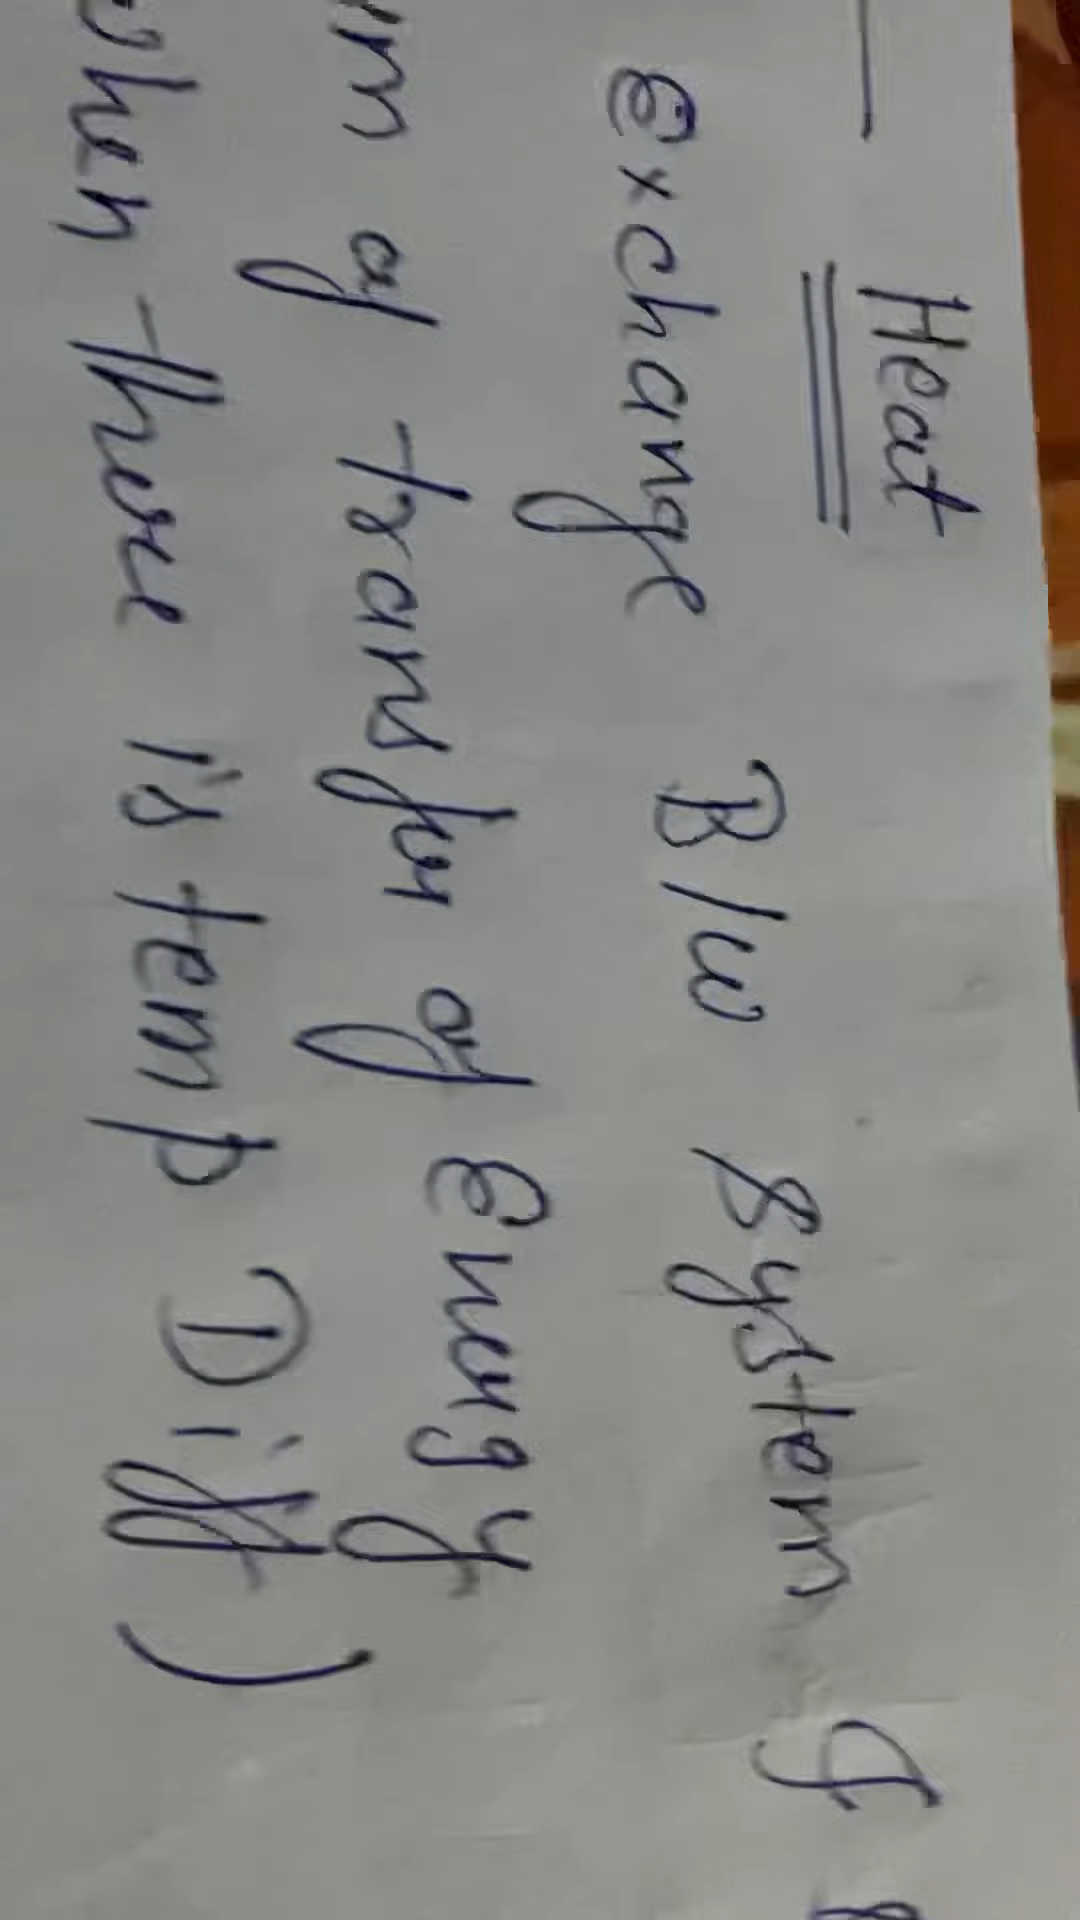 Heat
Exchange B/w System &
of transfer of Energy
when there is temp Diff)